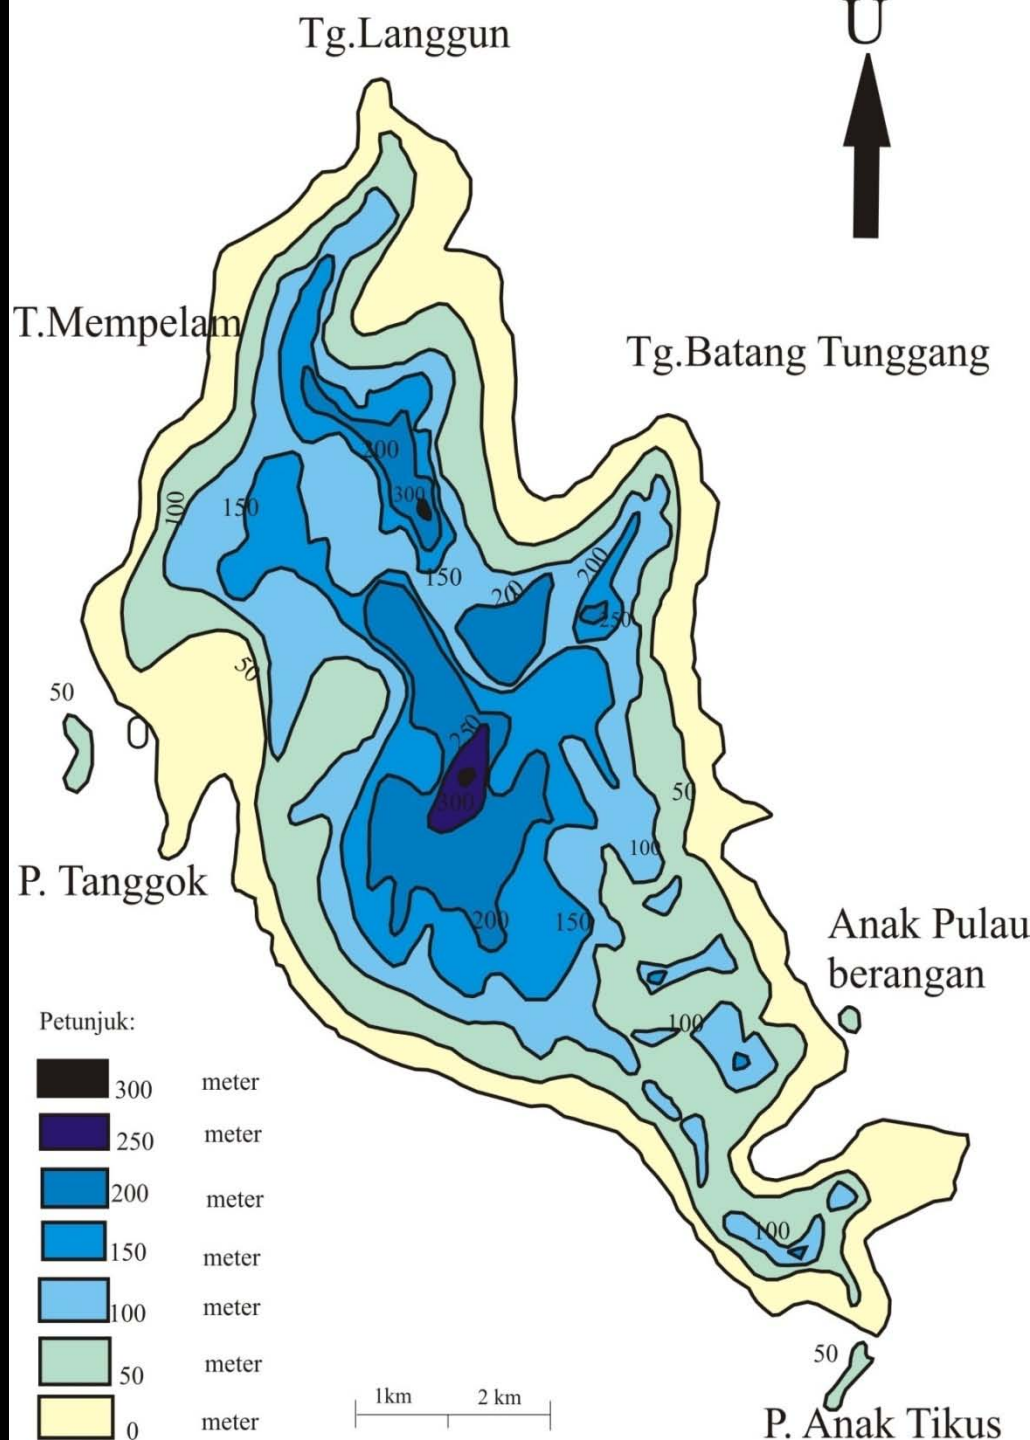 Tg.Langgun
U
T.Mempelam
Tg.Batang Tunggang
200
300
100
150
150
200
200
250
50
50
0
250
50
300
100
P. Tanggok
200
150
Anak Pulau
berangan
Petunjuk:
100
300 meter
250 meter
200 meter
150 meter
100 meter
50 meter
0 meter
100
50
1km 2 km
P. Anak Tikus